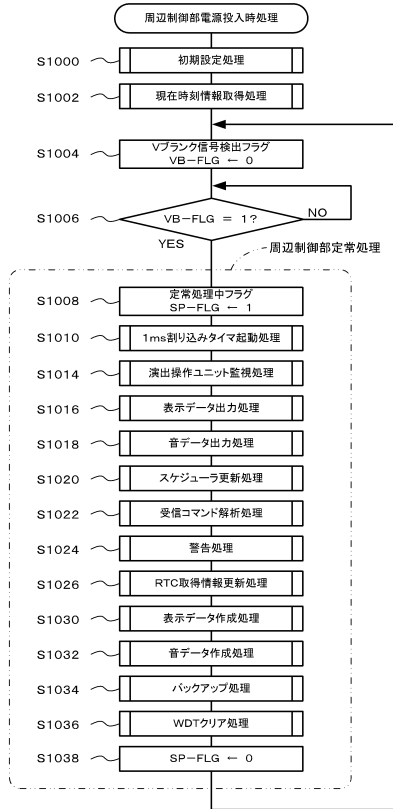 周辺制御部電源投入時処理
S1000 初期設定処理
S1002 現在時刻情報取得処理
S1004 Vブランク信号検出フラグ
VB-FLG ← 0
S1006 VB-FLG = 1?
NO
YES
周辺制御部定常処理
S1008 定常処理中フラグ
SP-FLG ← 1
S1010 1ms割り込みタイマ起動処理
S1014 演出操作ユニット監視処理
S1016 表示データ出力処理
S1018 音データ出力処理
S1020 スケジューラ更新処理
S1022 受信コマンド解析処理
S1024 警告処理
S1026 RTC取得情報更新処理
S1030 表示データ作成処理
S1032 音データ作成処理
S1034 バックアップ処理
S1036 WDTクリア処理
S1038 SP-FLG ← 0